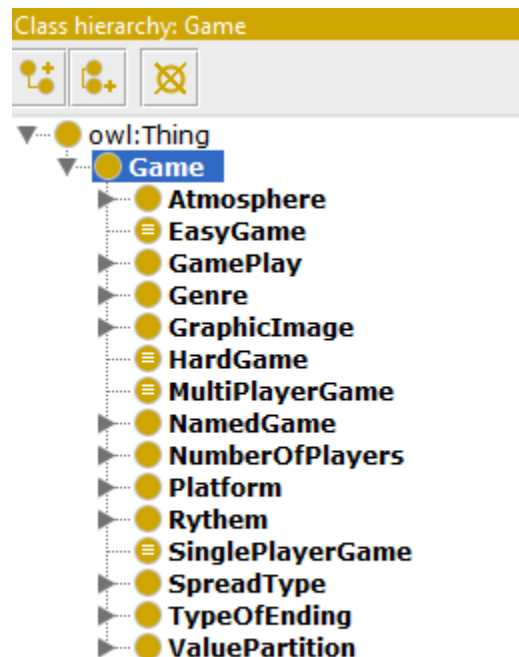 Class hierarchy: Game
owl:Thing
Game
Atmosphere
EasyGame
GamePlay
Genre
GraphicImage
HardGame
MultiPlayerGame
NamedGame
NumberOfPlayers
Platform
Rythem
SinglePlayerGame
SpreadType
TypeOfEnding
ValuePartition